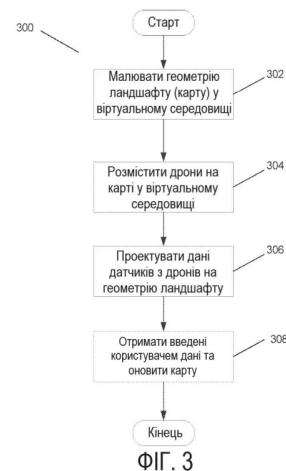 Старт
300
Малювати геометрію
ландшафту (карту) у
віртуальному середовищі
302
Розмістити дрони на
карті у віртуальному
середовищі
304
Проектувати дані
датчиків з дронів на
геометрію ландшафту
306
Отримати введені
користувачем дані та
оновити карту
308
Кінець
ФІГ. 3